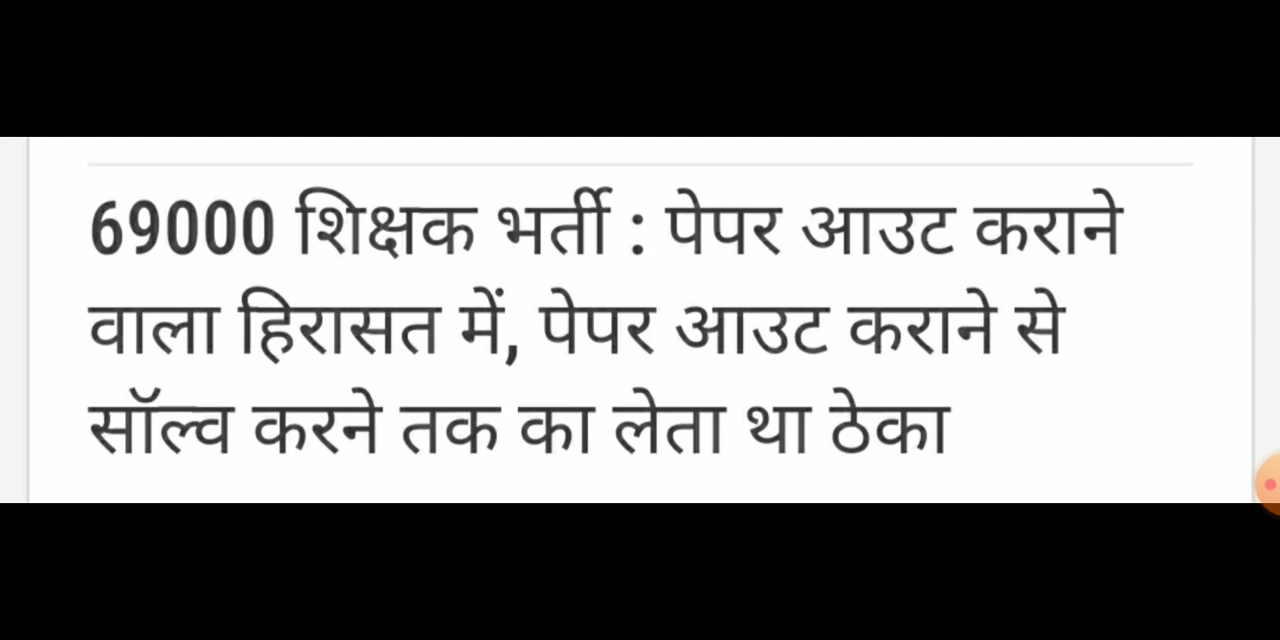 69000 शिक्षक भर्ती : पेपर आउट कराने
वाला हिरासत में, पेपर आउट कराने से
सॉल्व करने तक का लेता था ठेका